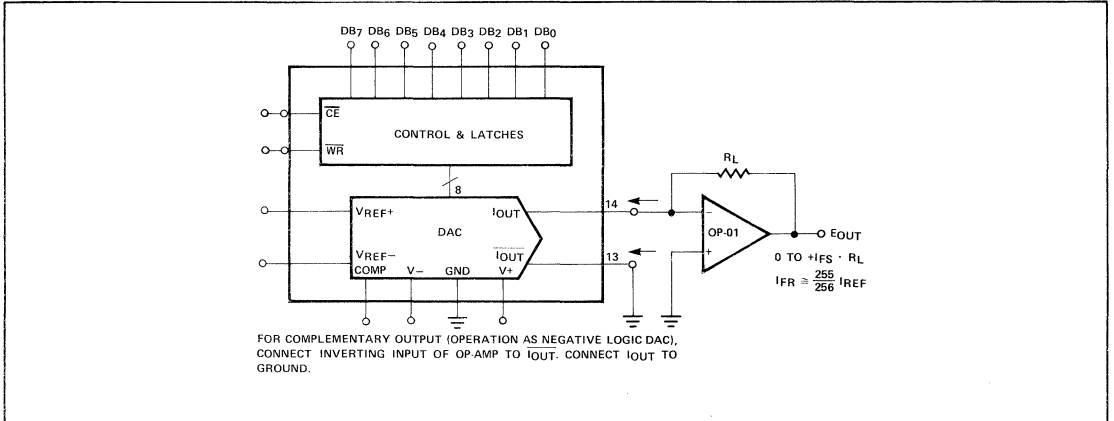 DB7 DB6 DB5 DB4 DB3 DB2 DB1 DB0
CE
CONTROL & LATCHES
WR
8
RL
VREF+
IOUT
14
DAC
OP-01
−
+
EOUT
VREF−
IOUT
13
COMP V− GND V+
0 TO +IFS · RL
IFR ≅ 255/256 IREF
FOR COMPLEMENTARY OUTPUT (OPERATION AS NEGATIVE LOGIC DAC),
CONNECT INVERTING INPUT OF OP-AMP TO IOUT. CONNECT IOUT TO
GROUND.